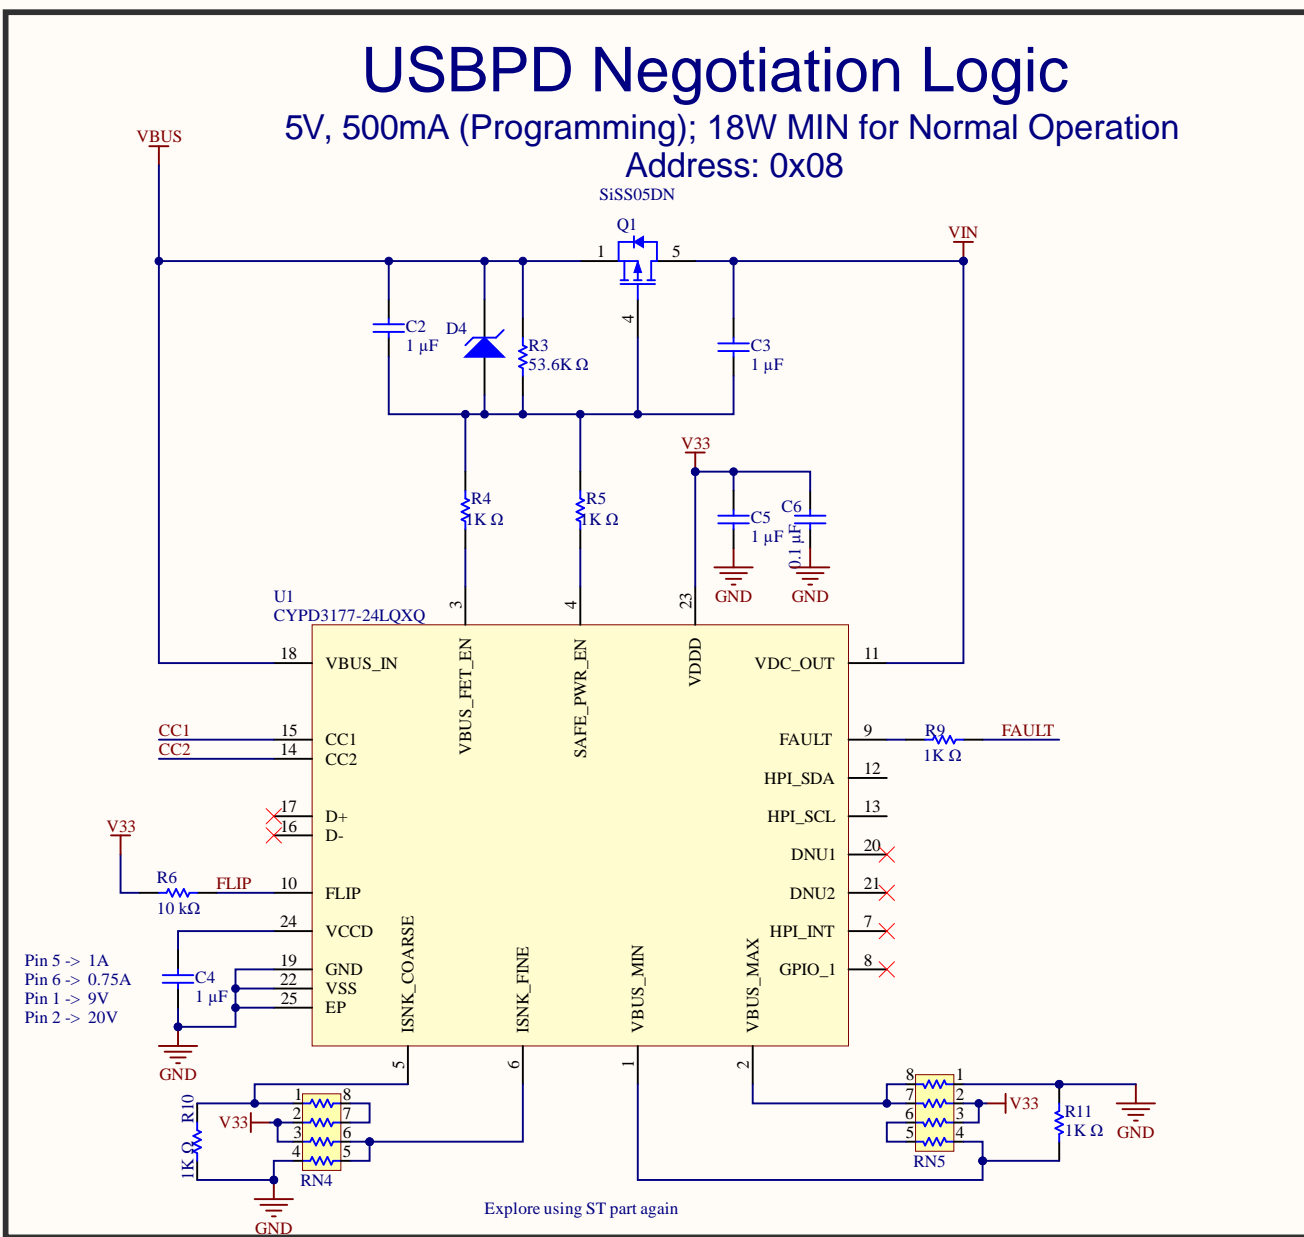 USBPD Negotiation Logic
5V, 500mA (Programming); 18W MIN for Normal Operation
Address: 0x08
VBUS
SiSS05DN
Q1
VIN
1
5
4
C2
1 µF
D4
R3
53.6K Ω
C3
1 µF
V33
R4
1K Ω
R5
1K Ω
C5
1 µF
C6
0.1 µF
GND
GND
U1
CYPD3177-24LQXQ
3
4
23
VBUS_FET_EN
SAFE_PWR_EN
VDDD
18
VBUS_IN
VDC_OUT
11
CC1
15
CC1
CC2
14
CC2
FAULT
9
R9
1K Ω
FAULT
HPI_SDA
12
17
D+
16
D-
HPI_SCL
13
DNU1
20
V33
R6
10 kΩ
FLIP
10
FLIP
DNU2
21
24
VCCD
HPI_INT
7
19
GND
GPIO_1
8
22
VSS
25
EP
Pin 5 -> 1A
Pin 6 -> 0.75A
Pin 1 -> 9V
Pin 2 -> 20V
C4
1 µF
GND
ISNK_COARSE
ISNK_FINE
VBUS_MIN
VBUS_MAX
5
6
1
2
R10
1K Ω
V33
1
2
3
4
8
7
6
5
RN4
GND
8
7
6
5
1
2
3
4
RN5
V33
R11
1K Ω
GND
Explore using ST part again